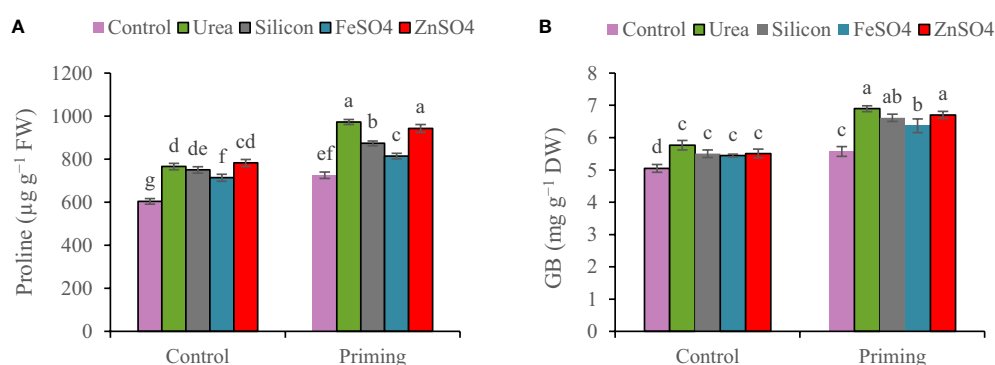 A
Control Urea Silicon FeSO4 ZnSO4
Proline (µg g⁻¹ FW)
1200
1000
800
600
400
200
0
g d de f cd
ef a b c a
Control Priming
B
Control Urea Silicon FeSO4 ZnSO4
GB (mg g⁻¹ DW)
8
7
6
5
4
3
2
1
0
d c c c c
c a ab b a
Control Priming